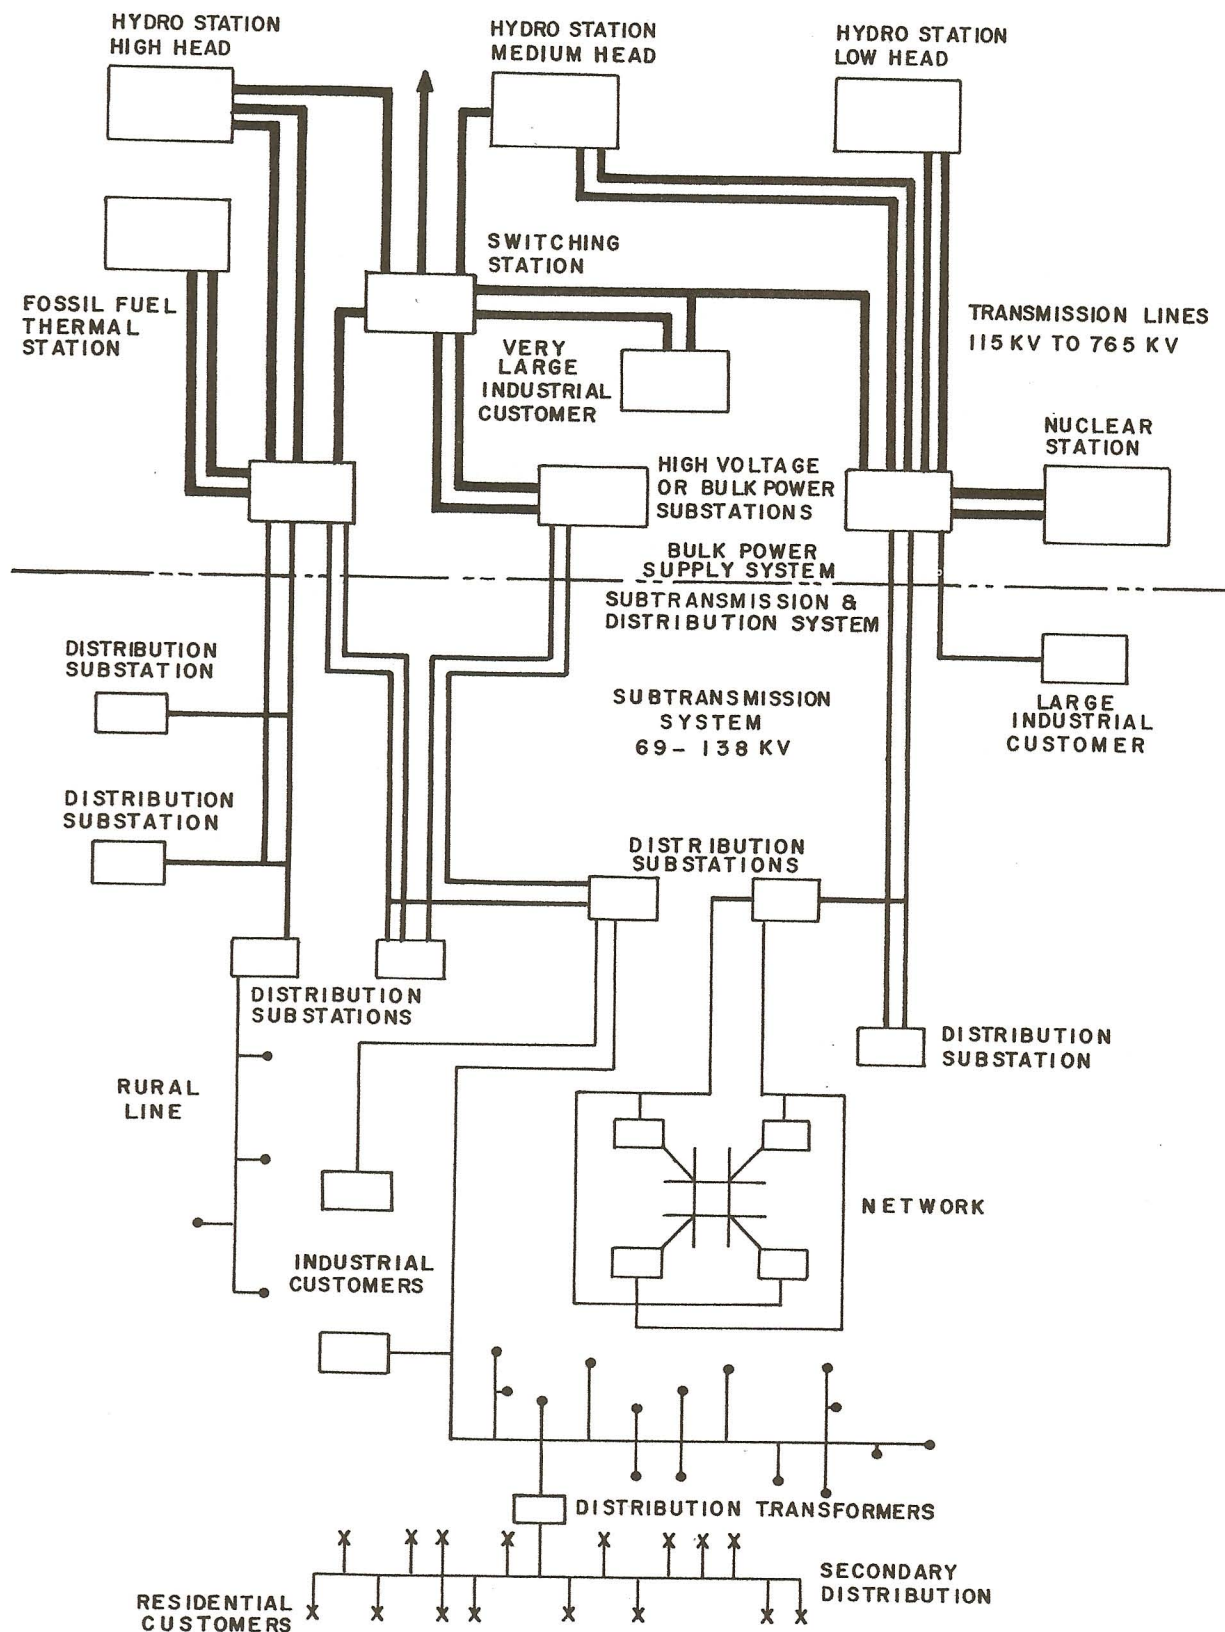 HYDRO STATION
HIGH HEAD
HYDRO STATION
MEDIUM HEAD
HYDRO STATION
LOW HEAD
SWITCHING
STATION
FOSSIL FUEL
THERMAL
STATION
TRANSMISSION LINES
115 KV TO 765 KV
VERY
LARGE
INDUSTRIAL
CUSTOMER
NUCLEAR
STATION
HIGH VOLTAGE
OR BULK POWER
SUBSTATIONS
BULK POWER
SUPPLY SYSTEM
SUBTRANSMISSION &
DISTRIBUTION SYSTEM
DISTRIBUTION
SUBSTATION
SUBTRANSMISSION
SYSTEM
69- 138 KV
LARGE
INDUSTRIAL
CUSTOMER
DISTRIBUTION
SUBSTATION
DISTRIBUTION
SUBSTATIONS
DISTRIBUTION
SUBSTATIONS
DISTRIBUTION
SUBSTATION
RURAL
LINE
NETWORK
INDUSTRIAL
CUSTOMERS
DISTRIBUTION TRANSFORMERS
X X X X X X X X
SECONDARY
DISTRIBUTION
RESIDENTIAL
CUSTOMERS
X X X X X X X X